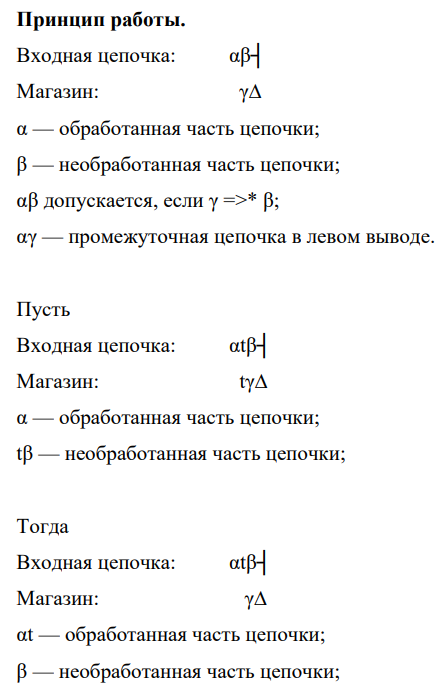 Принцип работы.
Входная цепочка: αβ┤
Магазин: γΔ
α — обработанная часть цепочки;
β — необработанная часть цепочки;
αβ допускается, если γ =>* β;
αγ — промежуточная цепочка в левом выводе.
Пусть
Входная цепочка: αtβ┤
Магазин: tγΔ
α — обработанная часть цепочки;
tβ — необработанная часть цепочки;
Тогда
Входная цепочка: αtβ┤
Магазин: γΔ
αt — обработанная часть цепочки;
β — необработанная часть цепочки;